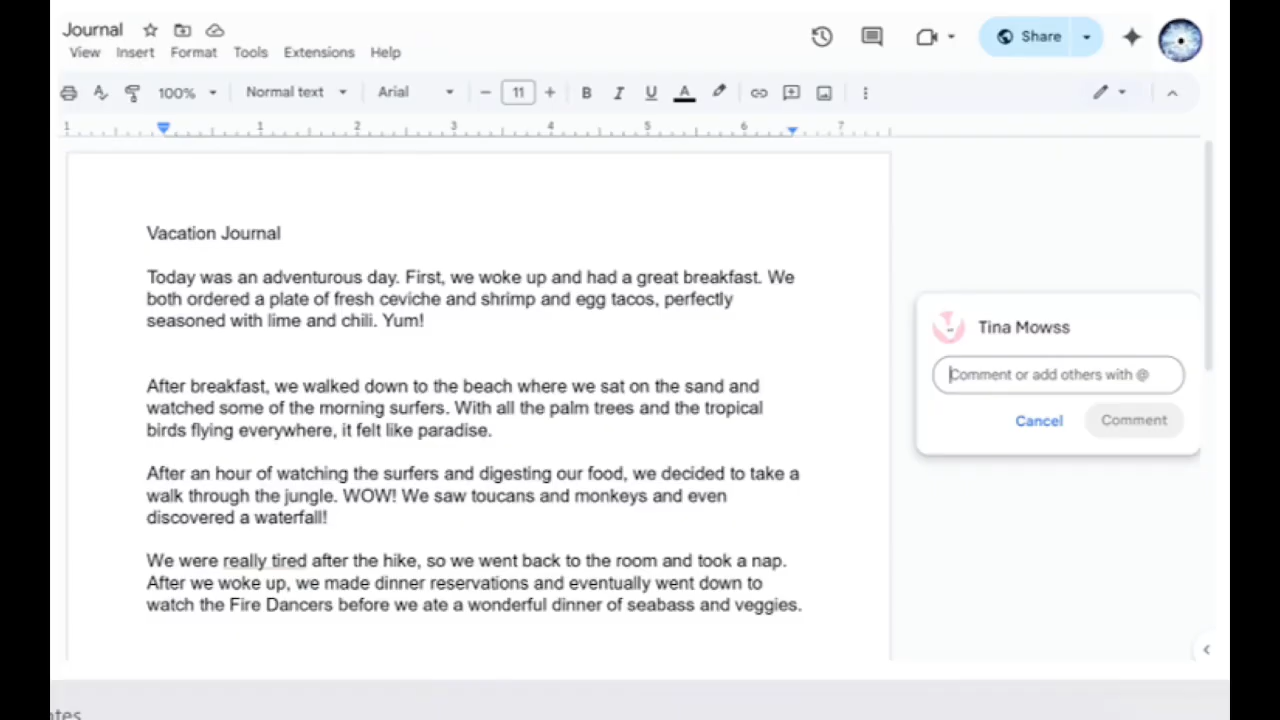 Journal
View Insert Format Tools Extensions Help
Share
100% Normal text Arial − 11 + B I U A
1 1 2 3 4 5 6 7
Vacation Journal
Today was an adventurous day. First, we woke up and had a great breakfast. We
both ordered a plate of fresh ceviche and shrimp and egg tacos, perfectly
seasoned with lime and chili. Yum!
After breakfast, we walked down to the beach where we sat on the sand and
watched some of the morning surfers. With all the palm trees and the tropical
birds flying everywhere, it felt like paradise.
After an hour of watching the surfers and digesting our food, we decided to take a
walk through the jungle. WOW! We saw toucans and monkeys and even
discovered a waterfall!
We were really tired after the hike, so we went back to the room and took a nap.
After we woke up, we made dinner reservations and eventually went down to
watch the Fire Dancers before we ate a wonderful dinner of seabass and veggies.
Tina Mowss
Comment or add others with @
Cancel Comment